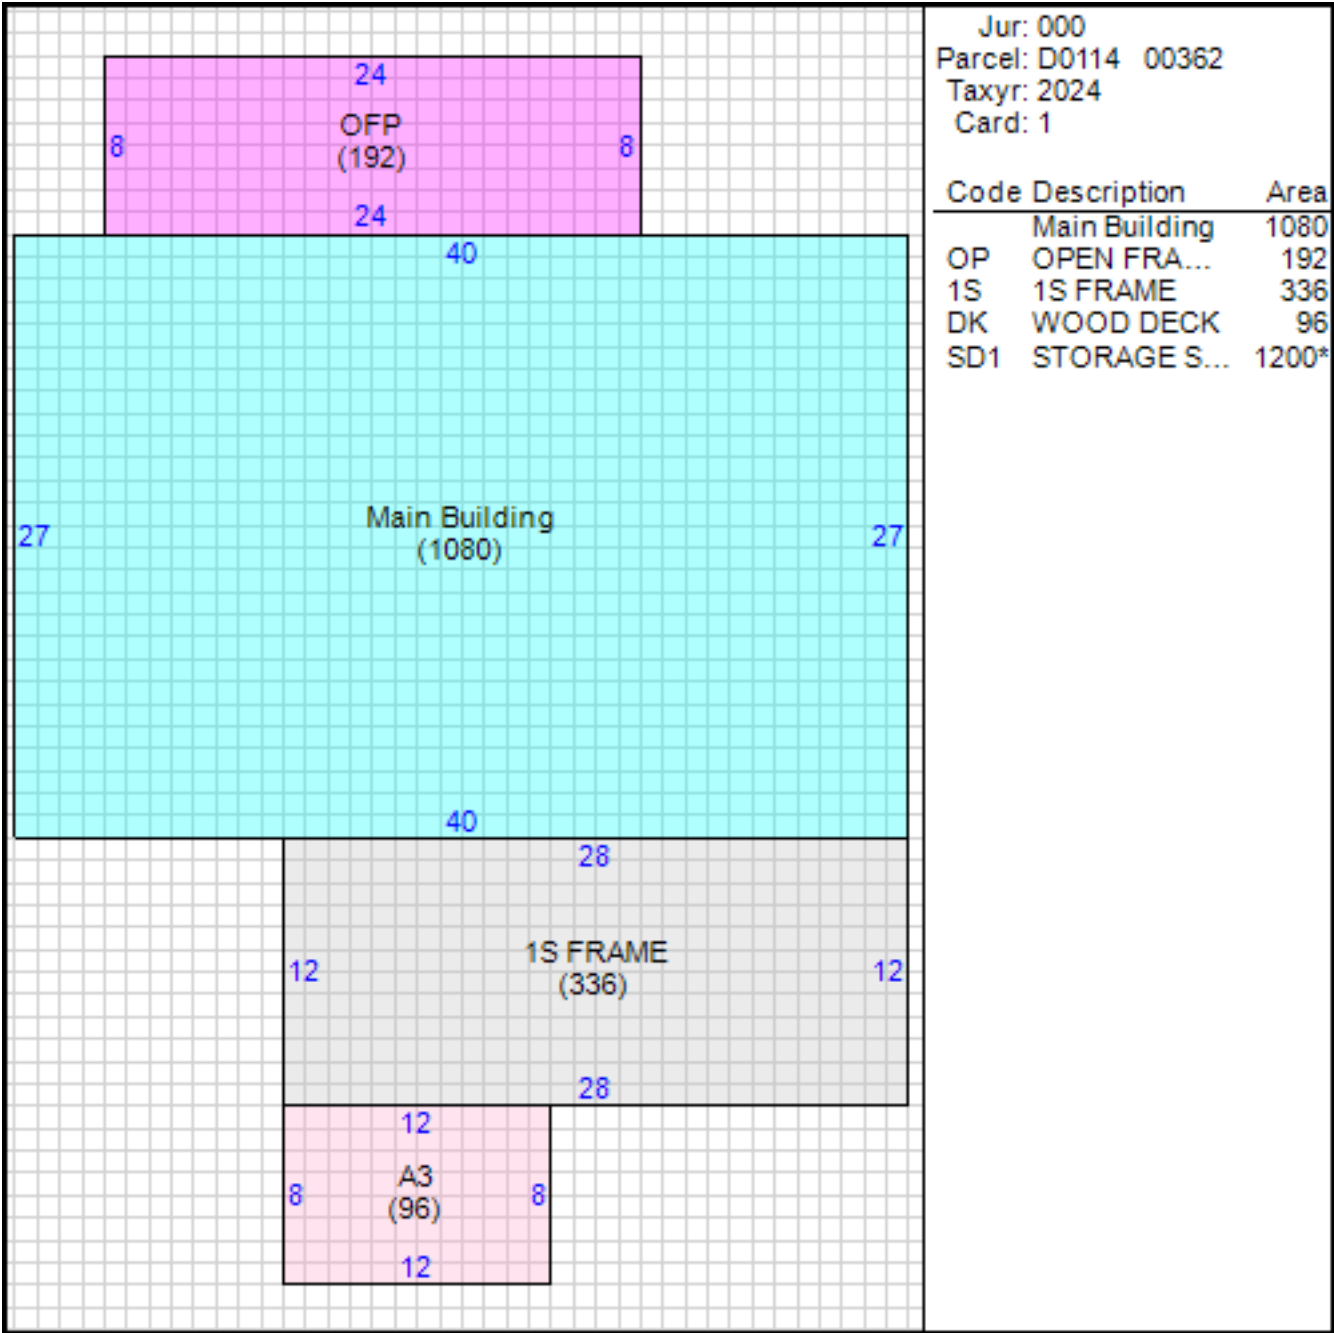 24
OFP
8
8
(192)
24
40
Main Building
27
27
(1080)
40
28
1S FRAME
12
12
(336)
28
12
A3
8
8
(96)
12
Jur: 000
Parcel: D0114 00362
Taxyr: 2024
Card: 1
Code Description Area
Main Building 1080
OP OPEN FRA... 192
1S 1S FRAME 336
DK WOOD DECK 96
SD1 STORAGE S... 1200*